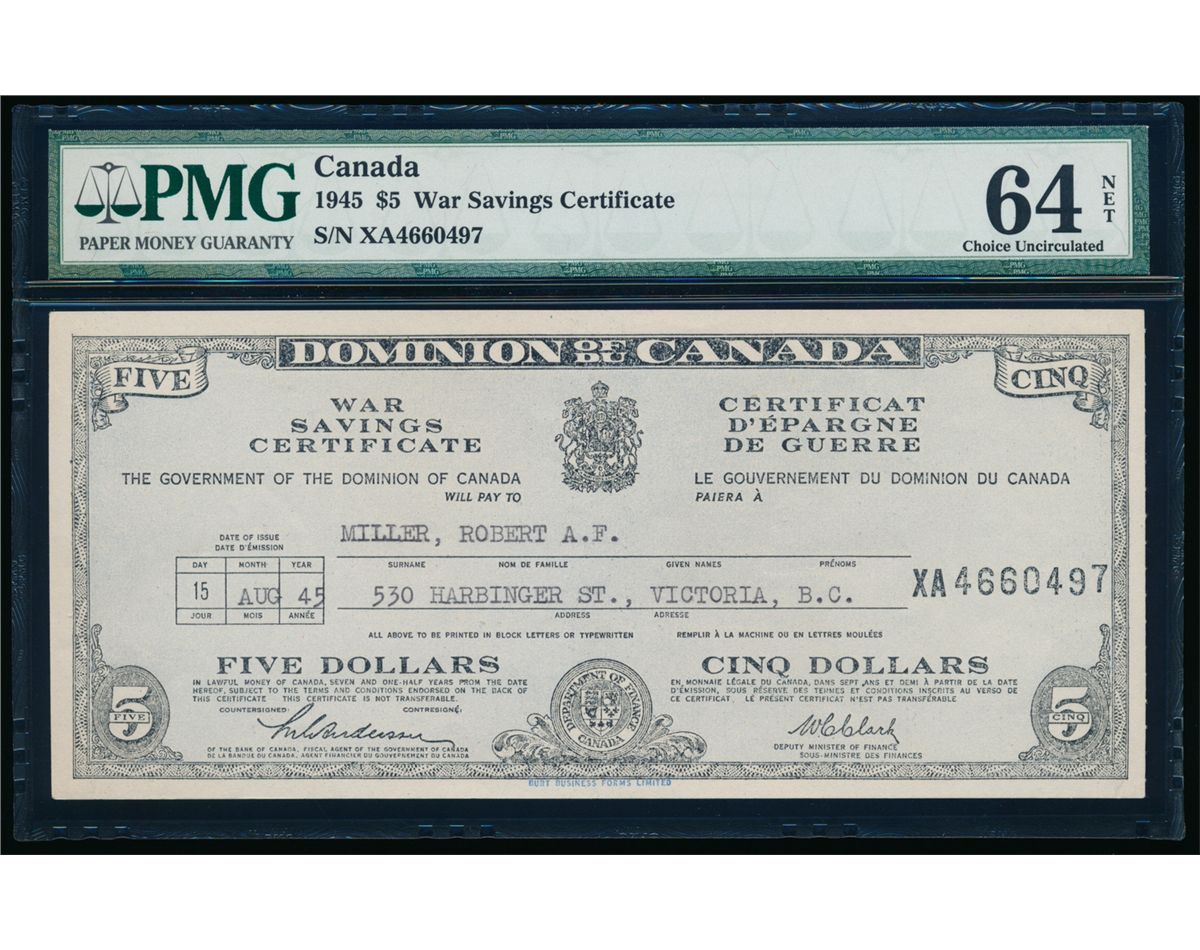 PMG
PAPER MONEY GUARANTY
Canada
1945 $5 War Savings Certificate
S/N XA4660497
64 NET
Choice Uncirculated
DOMINION OF DU CANADA
FIVE
CINQ
WAR
SAVINGS
CERTIFICATE
CERTIFICAT
D'ÉPARGNE
DE GUERRE
THE GOVERNMENT OF THE DOMINION OF CANADA
WILL PAY TO
LE GOUVERNEMENT DU DOMINION DU CANADA
PAIERA À
MILLER, ROBERT A.F.
SURNAME NOM DE FAMILLE GIVEN NAMES PRÉNOMS
DATE OF ISSUE
DATE D'ÉMISSION
DAY MONTH YEAR
15 AUG 45
JOUR MOIS ANNÉE
530 HARBINGER ST., VICTORIA, B.C.
ADDRESS ADRESSE
XA4660497
ALL ABOVE TO BE PRINTED IN BLOCK LETTERS OR TYPEWRITTEN
REMPLIR À LA MACHINE OU EN LETTRES MOULÉES
FIVE DOLLARS
IN LAWFUL MONEY OF CANADA, SEVEN AND ONE-HALF YEARS FROM THE DATE
HEREOF, SUBJECT TO THE TERMS AND CONDITIONS ENDORSED ON THE BACK OF
THIS CERTIFICATE. THIS CERTIFICATE IS NOT TRANSFERABLE.
COUNTERSIGNED: CONTRESIGNÉ:
OF THE BANK OF CANADA, FISCAL AGENT OF THE GOVERNMENT OF CANADA
DE LA BANQUE DU CANADA, AGENT FINANCIER DU GOUVERNEMENT DU CANADA
DEPARTMENT OF FINANCE
CANADA
CINQ DOLLARS
EN MONNAIE LÉGALE DU CANADA, DANS SEPT ANS ET DEMI À PARTIR DE LA DATE
D'ÉMISSION, SOUS RÉSERVE DES TERMES ET CONDITIONS INSCRITS AU VERSO DE
CE CERTIFICAT. LE PRÉSENT CERTIFICAT N'EST PAS TRANSFÉRABLE
W C Clark
DEPUTY MINISTER OF FINANCE
SOUS-MINISTRE DES FINANCES
5
FIVE
5
CINQ
BURT BUSINESS FORMS LIMITED